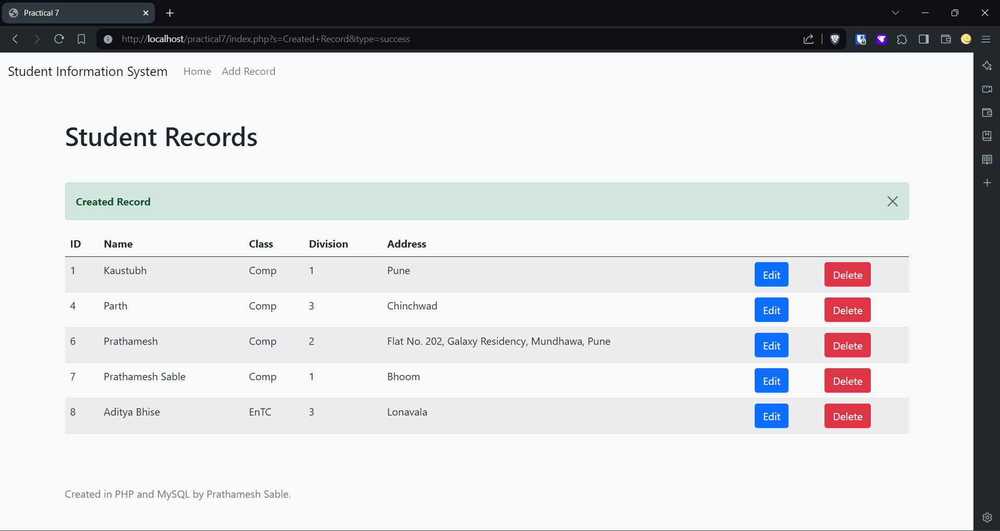 Practical 7
http://localhost/practical7/index.php?s=Created+Record&type=success
Student Information System Home Add Record
Student Records
Created Record
ID Name Class Division Address
1 Kaustubh Comp 1 Pune Edit Delete
4 Parth Comp 3 Chinchwad Edit Delete
6 Prathamesh Comp 2 Flat No. 202, Galaxy Residency, Mundhawa, Pune Edit Delete
7 Prathamesh Sable Comp 1 Bhoom Edit Delete
8 Aditya Bhise EnTC 3 Lonavala Edit Delete
Created in PHP and MySQL by Prathamesh Sable.